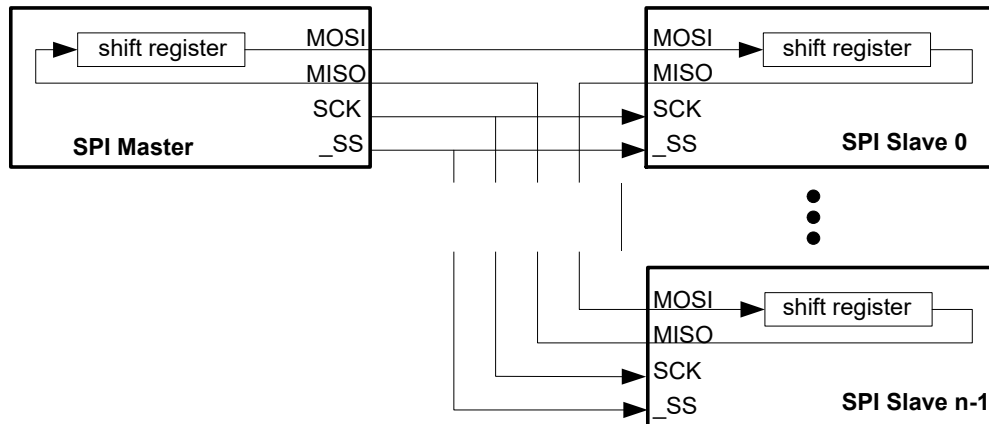 shift register
MOSI
MISO
SCK
_SS
SPI Master
MOSI
shift register
MISO
SCK
_SS
SPI Slave 0
MOSI
shift register
MISO
SCK
_SS
SPI Slave n-1